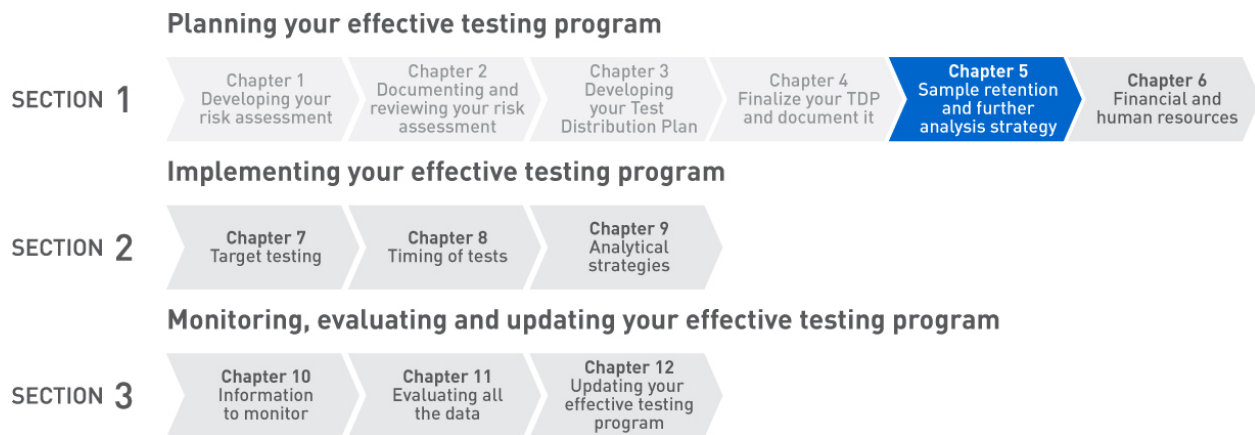 Planning your effective testing program
SECTION 1
Chapter 1
Developing your
risk assessment
Chapter 2
Documenting and
reviewing your risk
assessment
Chapter 3
Developing
your Test
Distribution Plan
Chapter 4
Finalize your TDP
and document it
Chapter 5
Sample retention
and further
analysis strategy
Chapter 6
Financial and
human resources
Implementing your effective testing program
SECTION 2
Chapter 7
Target testing
Chapter 8
Timing of tests
Chapter 9
Analytical
strategies
Monitoring, evaluating and updating your effective testing program
SECTION 3
Chapter 10
Information
to monitor
Chapter 11
Evaluating all
the data
Chapter 12
Updating your
effective testing
program